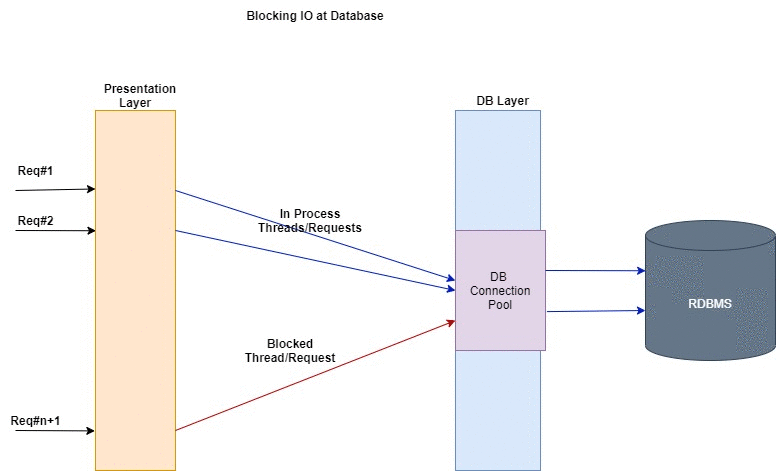 Blocking IO at Database
Presentation
Layer
DB Layer
Req#1
Req#2
In Process
Threads/Requests
DB
Connection
Pool
RDBMS
Blocked
Thread/Request
Req#n+1